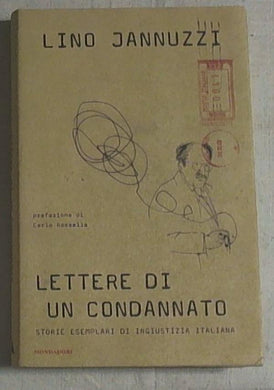 LINO JANNUZZI
prefazione di
Carlo Rossella
LETTERE DI
UN CONDANNATO
STORIE ESEMPLARI DI INGIUSTIZIA ITALIANA
MONDADORI